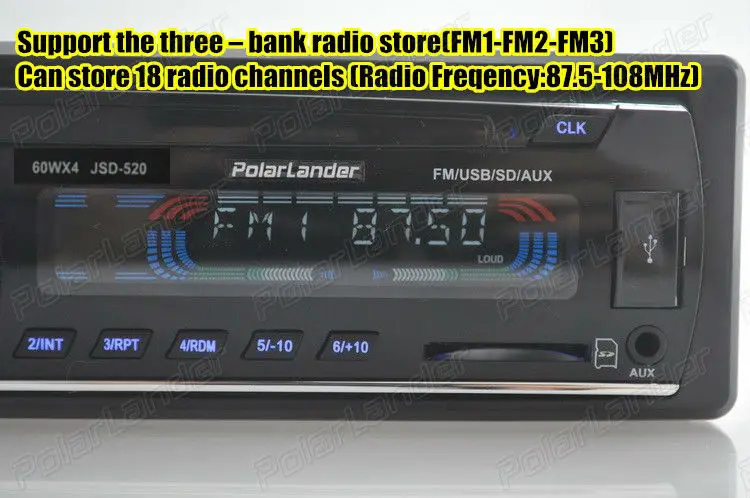 Support the three – bank radio store(FM1-FM2-FM3)
Can store 18 radio channels (Radio Freqency:87.5-108MHz)
CLK
60WX4 JSD-520
PolarLander
FM/USB/SD/AUX
FM1 87.50
LOUD
2/INT
3/RPT
4/RDM
5/-10
6/+10
SD
AUX
PolarLander